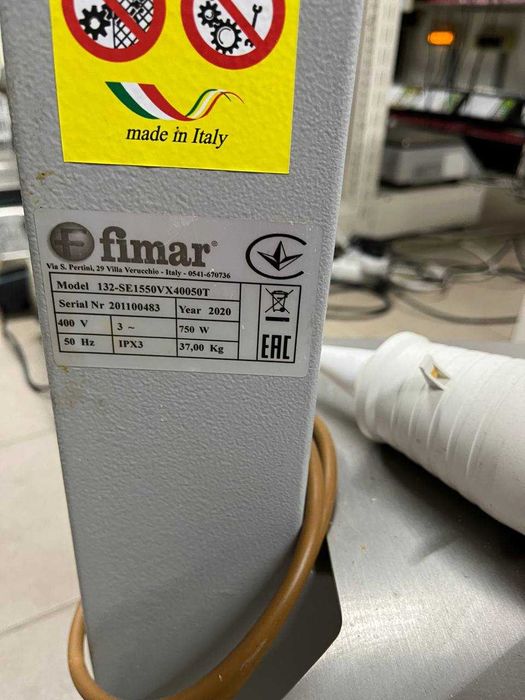 made in Italy
fimar®
Via S. Pertini, 29 Villa Verucchio - Italy - 0541-670736
Model 132-SE1550VX40050T
Serial Nr 201100483 Year 2020
400 V 3 ~ 750 W
50 Hz IPX3 37,00 Kg
EAC